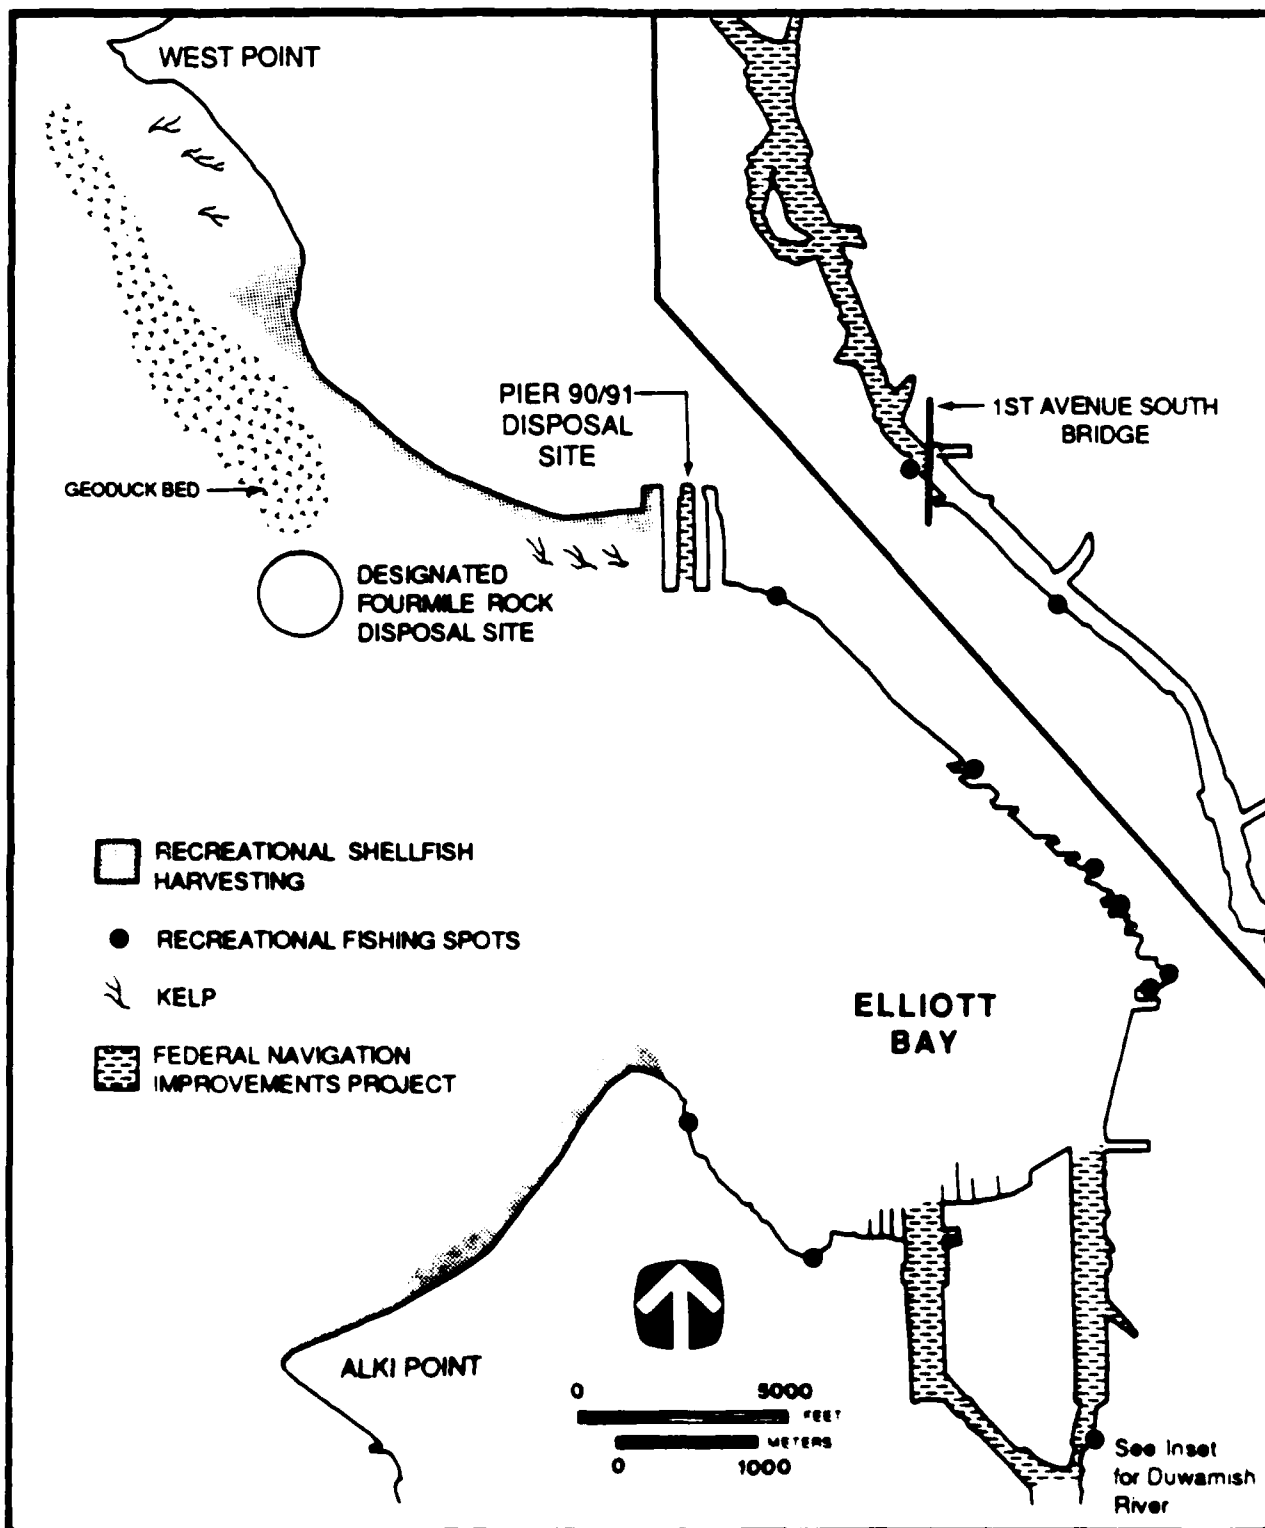 WEST POINT
PIER 90/91
DISPOSAL
SITE
1ST AVENUE SOUTH
BRIDGE
GEODUCK BED
DESIGNATED
FOURMILE ROCK
DISPOSAL SITE
RECREATIONAL SHELLFISH
HARVESTING
RECREATIONAL FISHING SPOTS
KELP
FEDERAL NAVIGATION
IMPROVEMENTS PROJECT
ELLIOTT
BAY
ALKI POINT
0 5000
FEET
METERS
0 1000
See Inset
for Duwamish
River